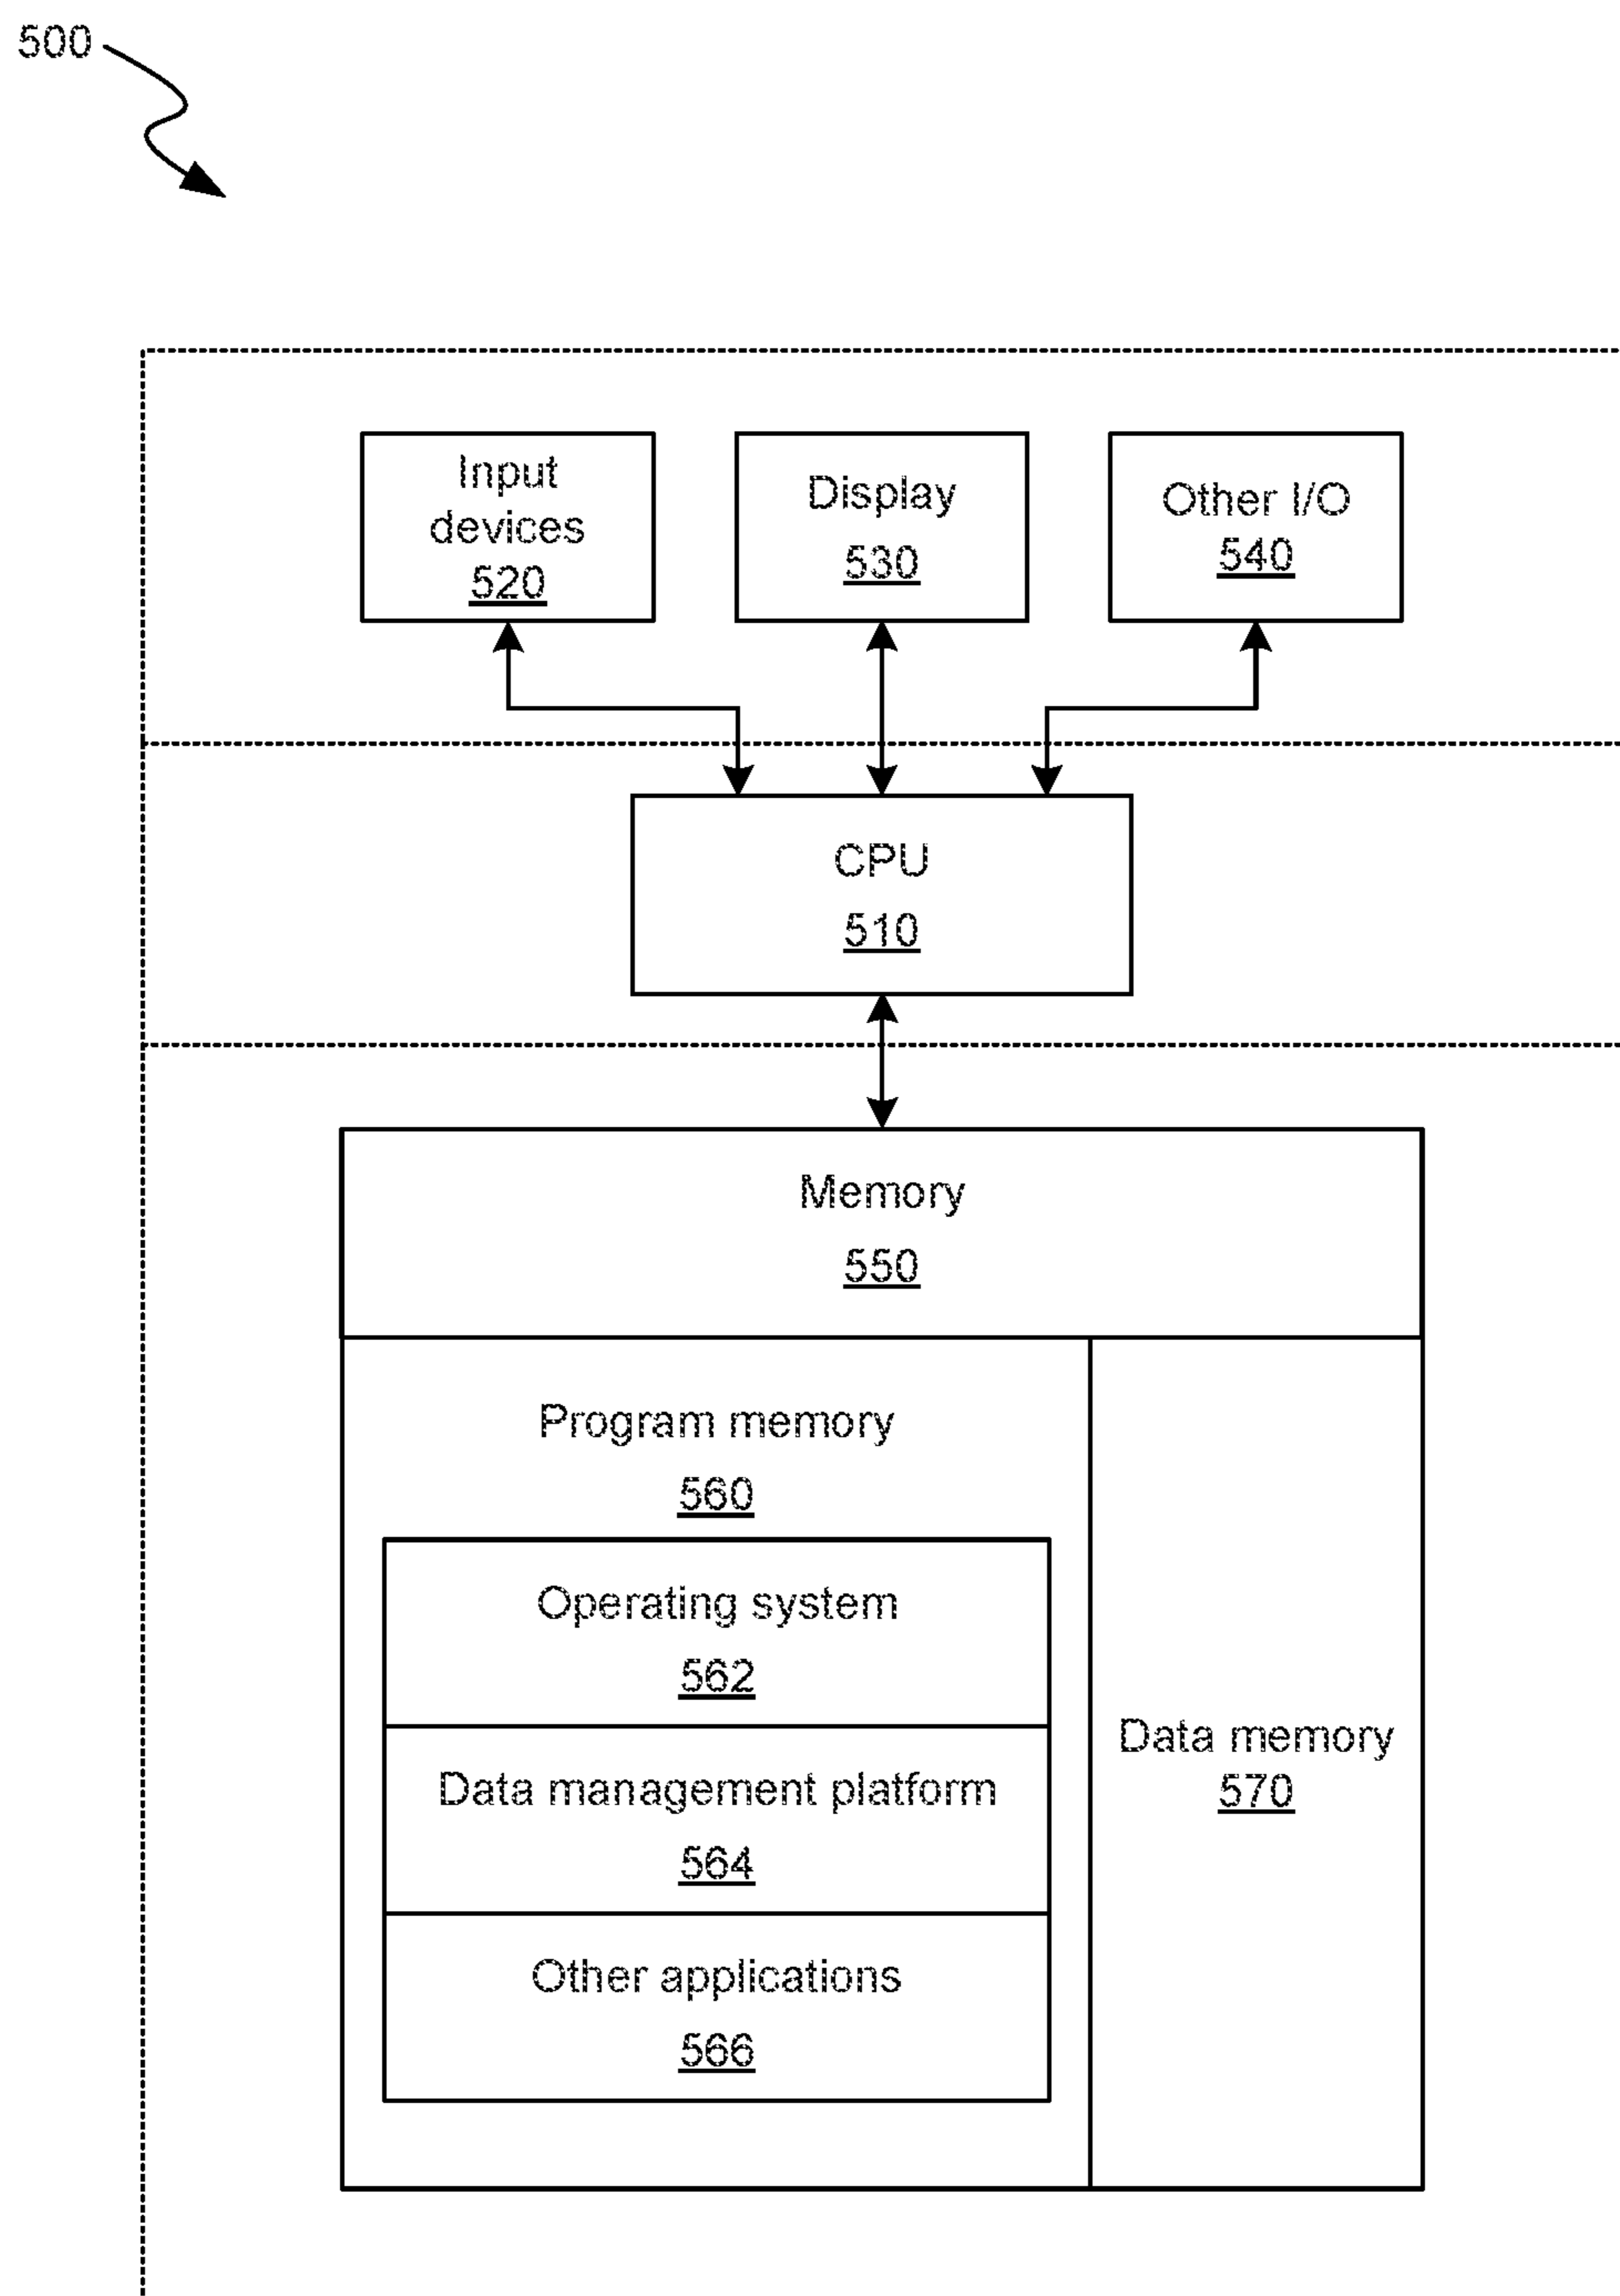 500
Input
devices
520
Display
530
Other I/O
540
CPU
510
Memory
550
Program memory
560
Operating system
562
Data management platform
564
Other applications
566
Data memory
570